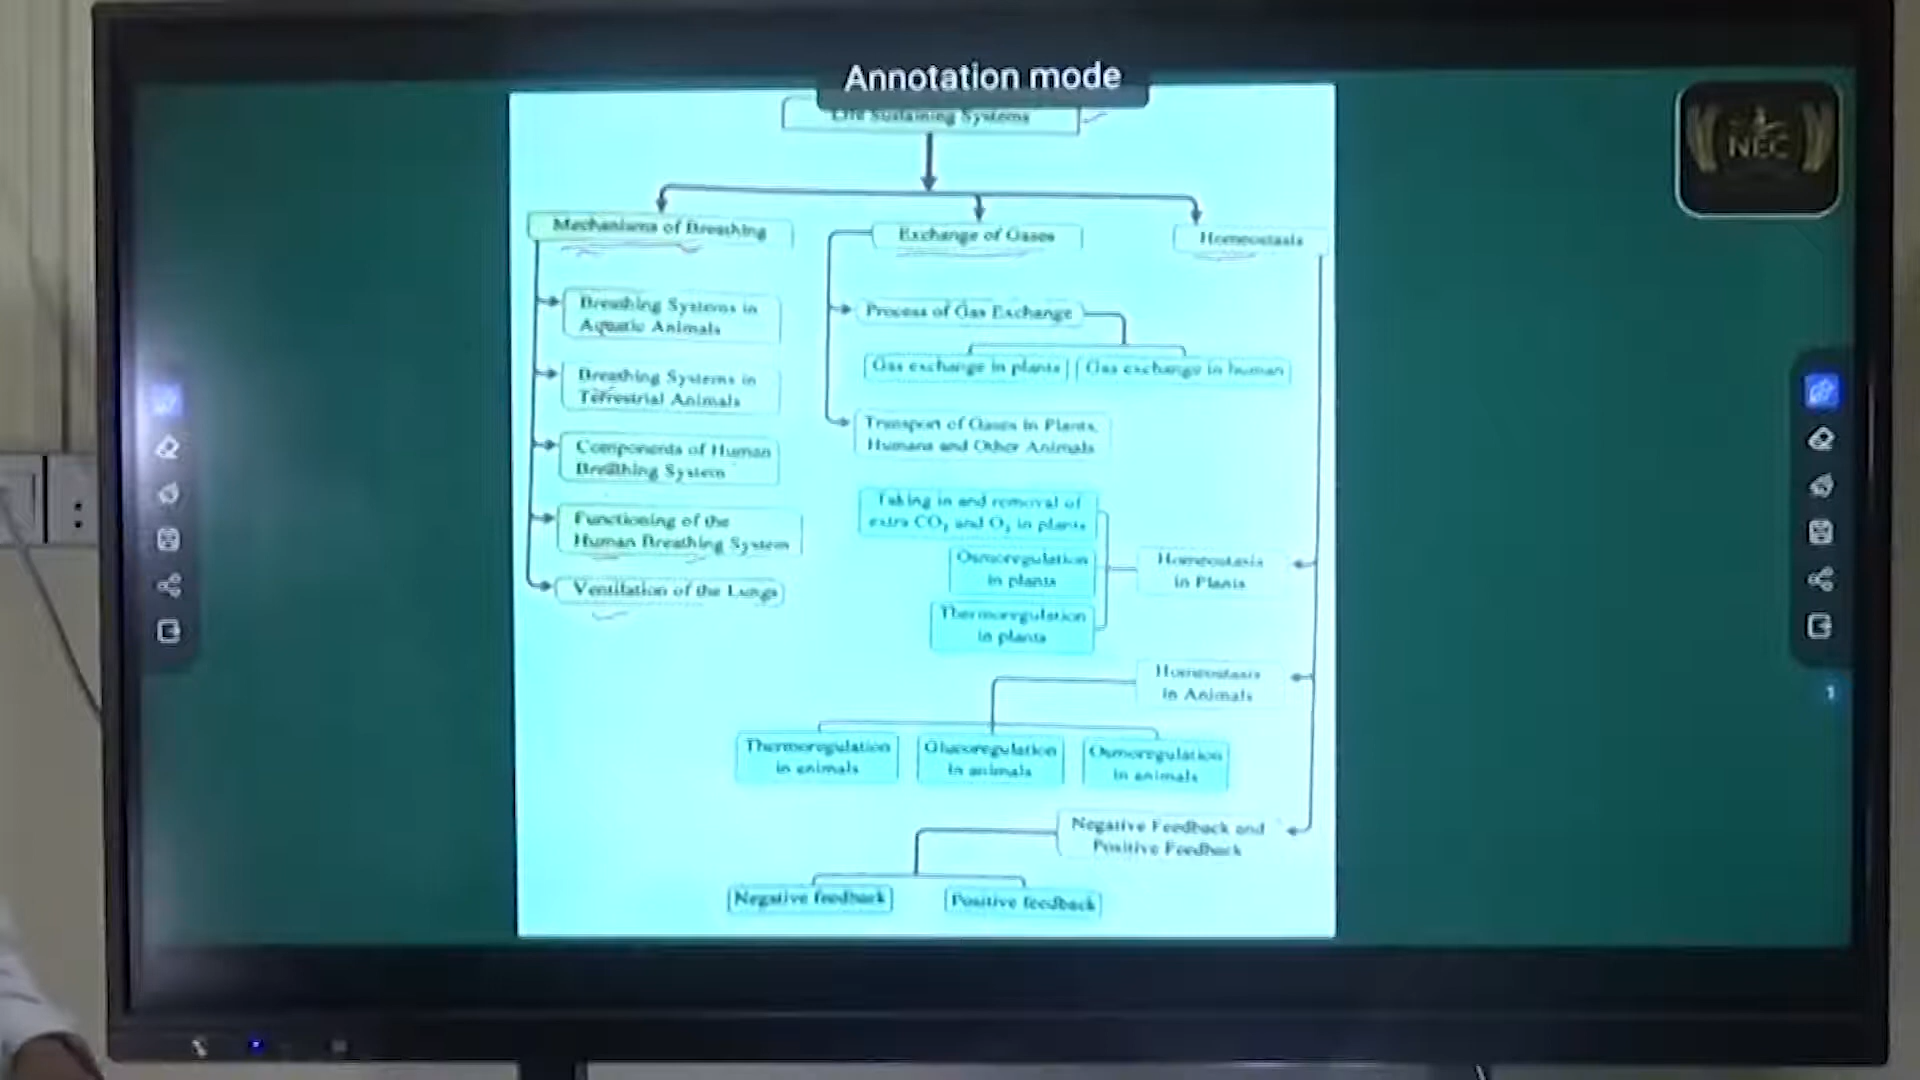 Annotation mode
Life Sustaining Systems
NEC
Mechanisms of Breathing
Exchange of Gases
Homeostasis
Breathing Systems in
Aquatic Animals
Breathing Systems in
Terrestrial Animals
Components of Human
Breathing System
Functioning of the
Human Breathing System
Ventilation of the Lungs
Process of Gas Exchange
Gas exchange in plants
Gas exchange in human
Transport of Gases in Plants,
Humans and Other Animals
Taking in and removal of
extra CO₂ and O₂ in plants
Osmoregulation
in plants
Thermoregulation
in plants
Homeostasis
in Plants
Homeostasis
in Animals
Thermoregulation
in animals
Glucoregulation
in animals
Osmoregulation
in animals
Negative Feedback and
Positive Feedback
Negative feedback
Positive feedback
1